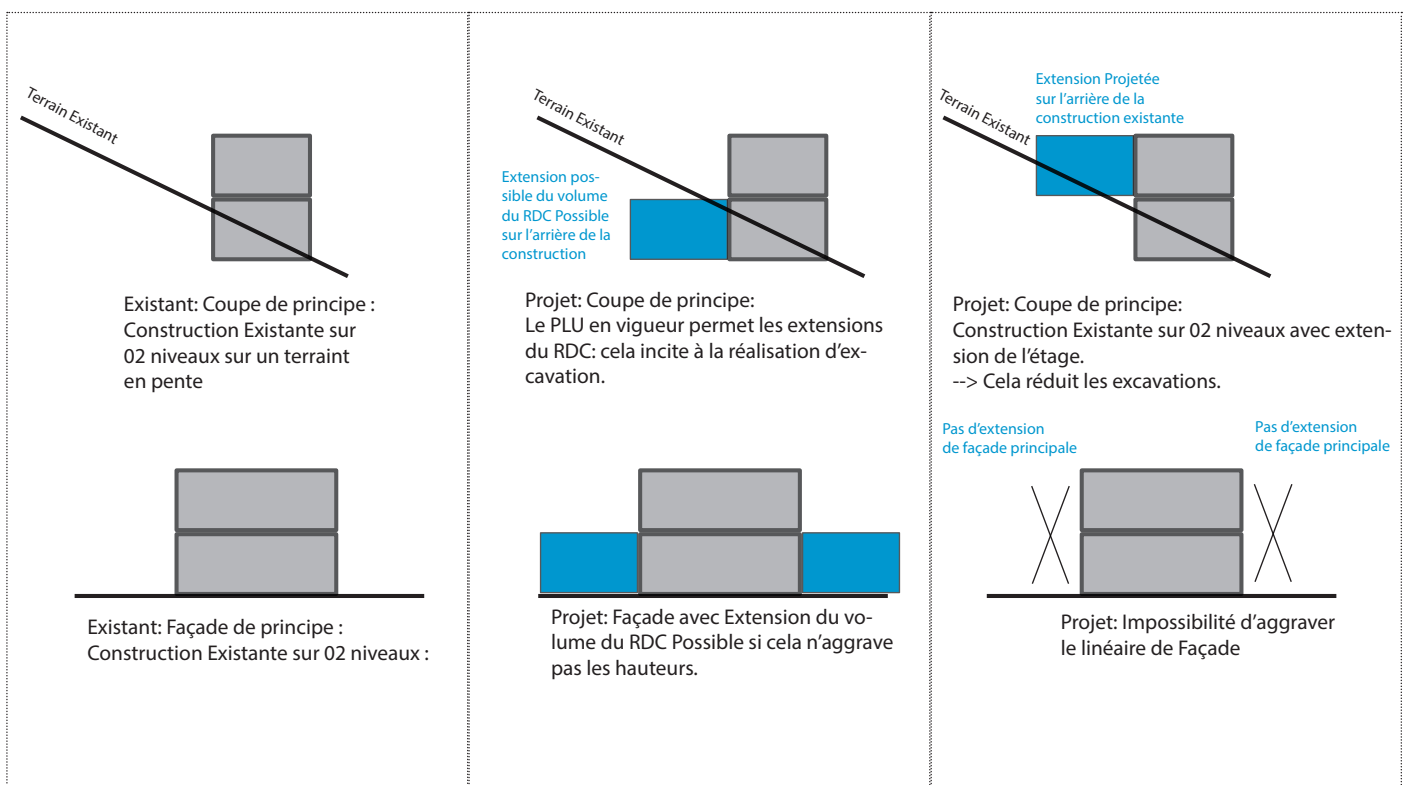 Terrain Existant
Existant: Coupe de principe :
Construction Existante sur
02 niveaux sur un terraint
en pente
Existant: Façade de principe :
Construction Existante sur 02 niveaux :
Terrain Existant
Extension pos-
sible du volume
du RDC Possible
sur l'arrière de la
construction
Projet: Coupe de principe:
Le PLU en vigueur permet les extensions
du RDC: cela incite à la réalisation d'ex-
cavation.
Projet: Façade avec Extension du vo-
lume du RDC Possible si cela n'aggrave
pas les hauteurs.
Extension Projetée
sur l'arrière de la
construction existante
Terrain Existant
Projet: Coupe de principe:
Construction Existante sur 02 niveaux avec exten-
sion de l'étage.
--> Cela réduit les excavations.
Pas d'extension
de façade principale
Pas d'extension
de façade principale
Projet: Impossibilité d'aggraver
le linéaire de Façade